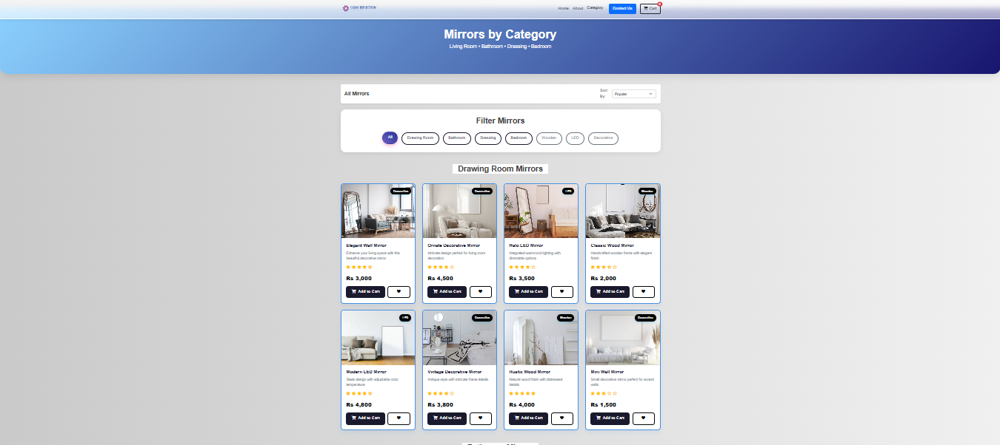 CLEAR REFLECTION
Home About Category Contact Us Cart
Mirrors by Category
Living Room • Bathroom • Dressing • Bedroom
All Mirrors
Sort By:
Popular
Filter Mirrors
All Drawing Room Bathroom Dressing Bedroom Wooden LED Decorative
Drawing Room Mirrors
Decorative
Decorative
LED
Wooden
Elegant Wall Mirror
Enhance your living space with this
beautiful decorative mirror
Rs 3,000
Add to Cart
Ornate Decorative Mirror
Intricate design perfect for living room
decoration
Rs 4,500
Add to Cart
Halo LED Mirror
Integrated warm/cool lighting with
dimmable options
Rs 3,500
Add to Cart
Classic Wood Mirror
Handcrafted wooden frame with elegant
finish
Rs 2,000
Add to Cart
LED
Decorative
Wooden
Decorative
Modern LED Mirror
Sleek design with adjustable color
temperature
Rs 4,800
Add to Cart
Vintage Decorative Mirror
Antique style with intricate frame details
Rs 3,800
Add to Cart
Rustic Wood Mirror
Natural wood finish with distressed
details
Rs 4,000
Add to Cart
Mini Wall Mirror
Small decorative mirror perfect for accent
walls
Rs 1,500
Add to Cart